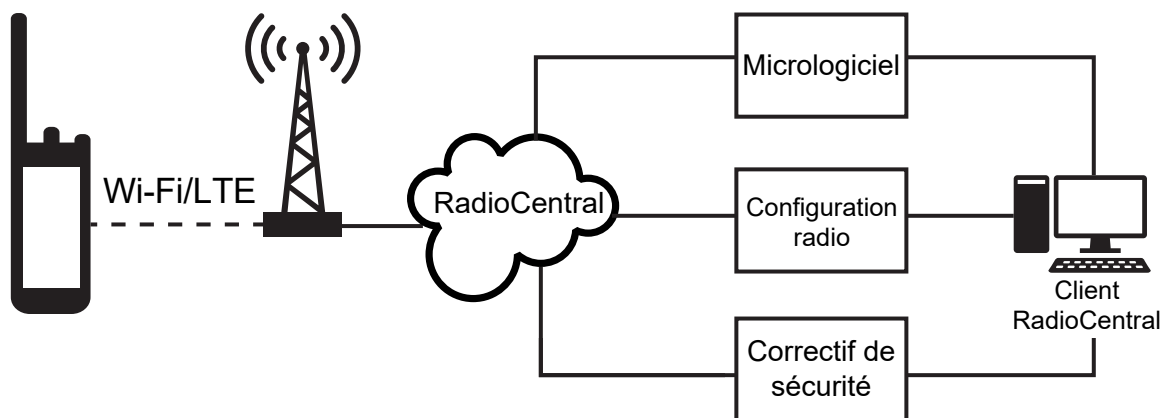 Wi-Fi/LTE
RadioCentral
Micrologiciel
Configuration
radio
Correctif de
sécurité
Client
RadioCentral